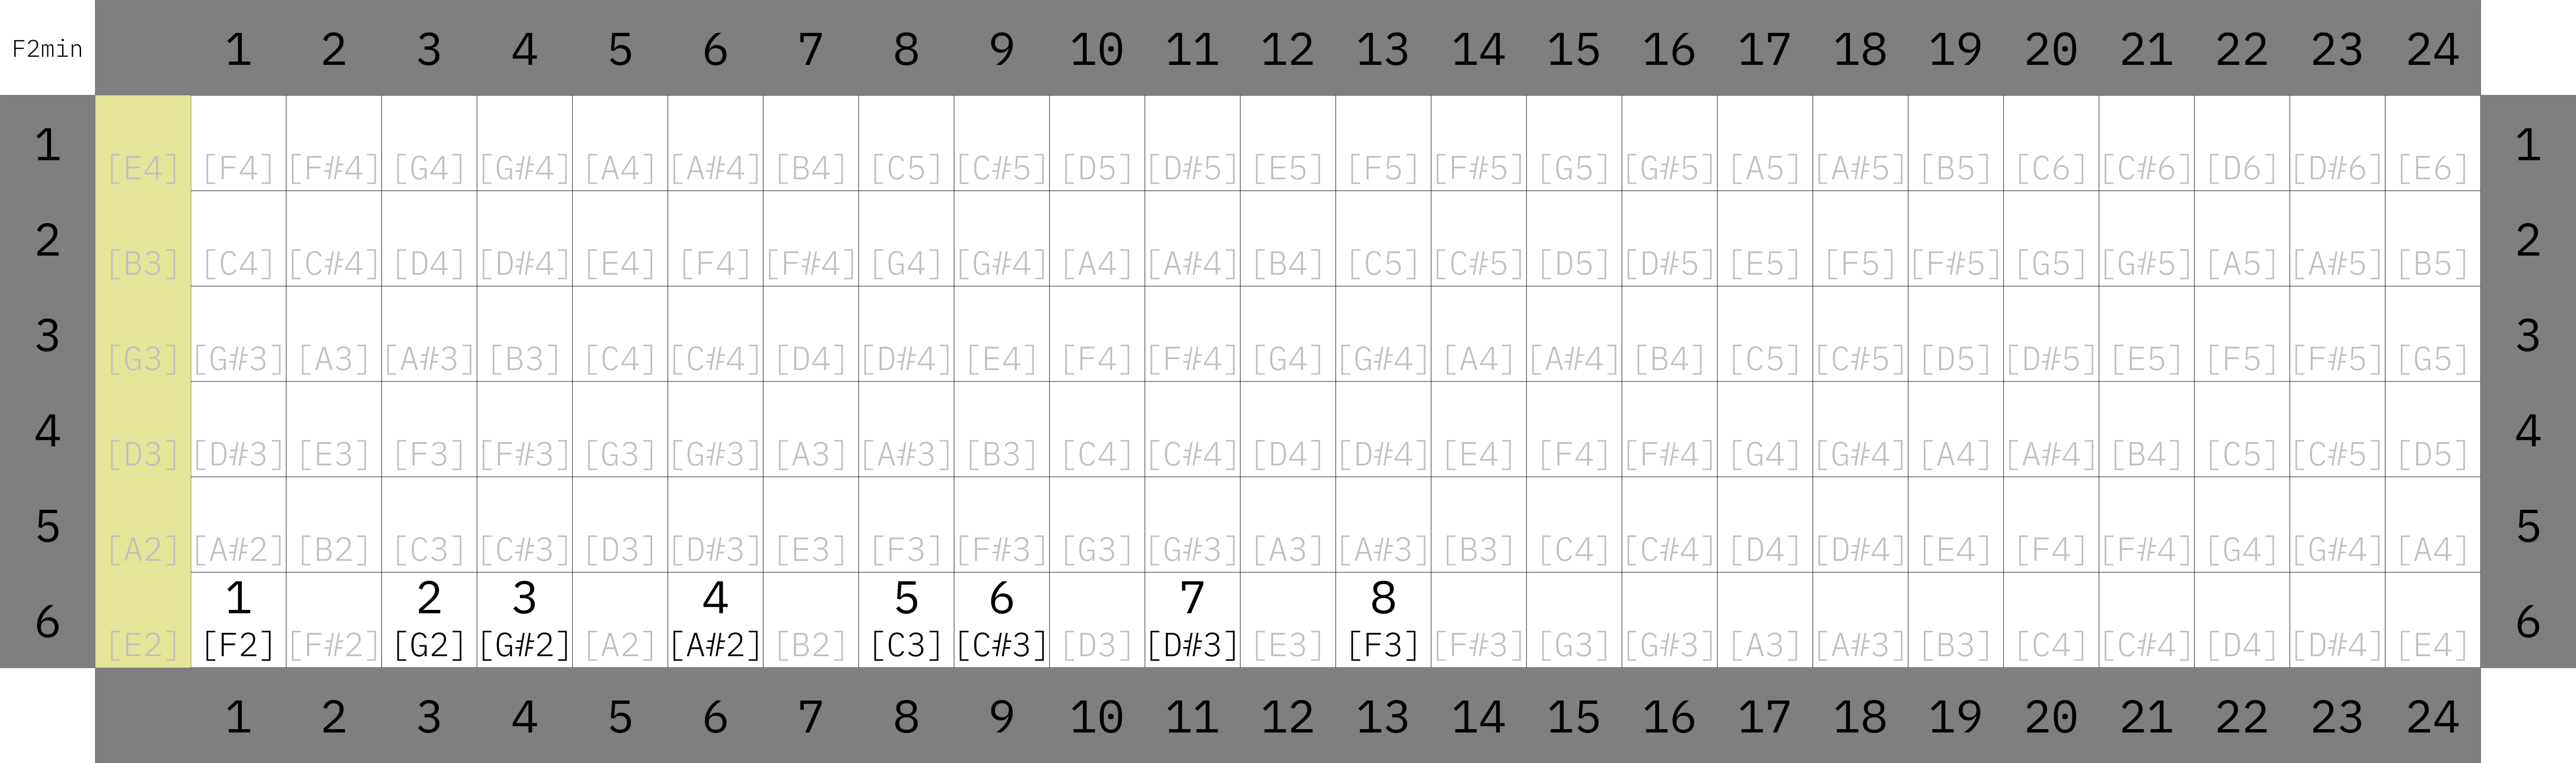 F2min 1 2 3 4 5 6 7 8 9 10 11 12 13 14 15 16 17 18 19 20 21 22 23 24
1 [E4] [F4] [F#4] [G4] [G#4] [A4] [A#4] [B4] [C5] [C#5] [D5] [D#5] [E5] [F5] [F#5] [G5] [G#5] [A5] [A#5] [B5] [C6] [C#6] [D6] [D#6] [E6] 1
2 [B3] [C4] [C#4] [D4] [D#4] [E4] [F4] [F#4] [G4] [G#4] [A4] [A#4] [B4] [C5] [C#5] [D5] [D#5] [E5] [F5] [F#5] [G5] [G#5] [A5] [A#5] [B5] 2
3 [G3] [G#3] [A3] [A#3] [B3] [C4] [C#4] [D4] [D#4] [E4] [F4] [F#4] [G4] [G#4] [A4] [A#4] [B4] [C5] [C#5] [D5] [D#5] [E5] [F5] [F#5] [G5] 3
4 [D3] [D#3] [E3] [F3] [F#3] [G3] [G#3] [A3] [A#3] [B3] [C4] [C#4] [D4] [D#4] [E4] [F4] [F#4] [G4] [G#4] [A4] [A#4] [B4] [C5] [C#5] [D5] 4
5 [A2] [A#2] [B2] [C3] [C#3] [D3] [D#3] [E3] [F3] [F#3] [G3] [G#3] [A3] [A#3] [B3] [C4] [C#4] [D4] [D#4] [E4] [F4] [F#4] [G4] [G#4] [A4] 5
1 2 3 4 5 6 7 8
6 [E2] [F2] [F#2] [G2] [G#2] [A2] [A#2] [B2] [C3] [C#3] [D3] [D#3] [E3] [F3] [F#3] [G3] [G#3] [A3] [A#3] [B3] [C4] [C#4] [D4] [D#4] [E4] 6
1 2 3 4 5 6 7 8 9 10 11 12 13 14 15 16 17 18 19 20 21 22 23 24